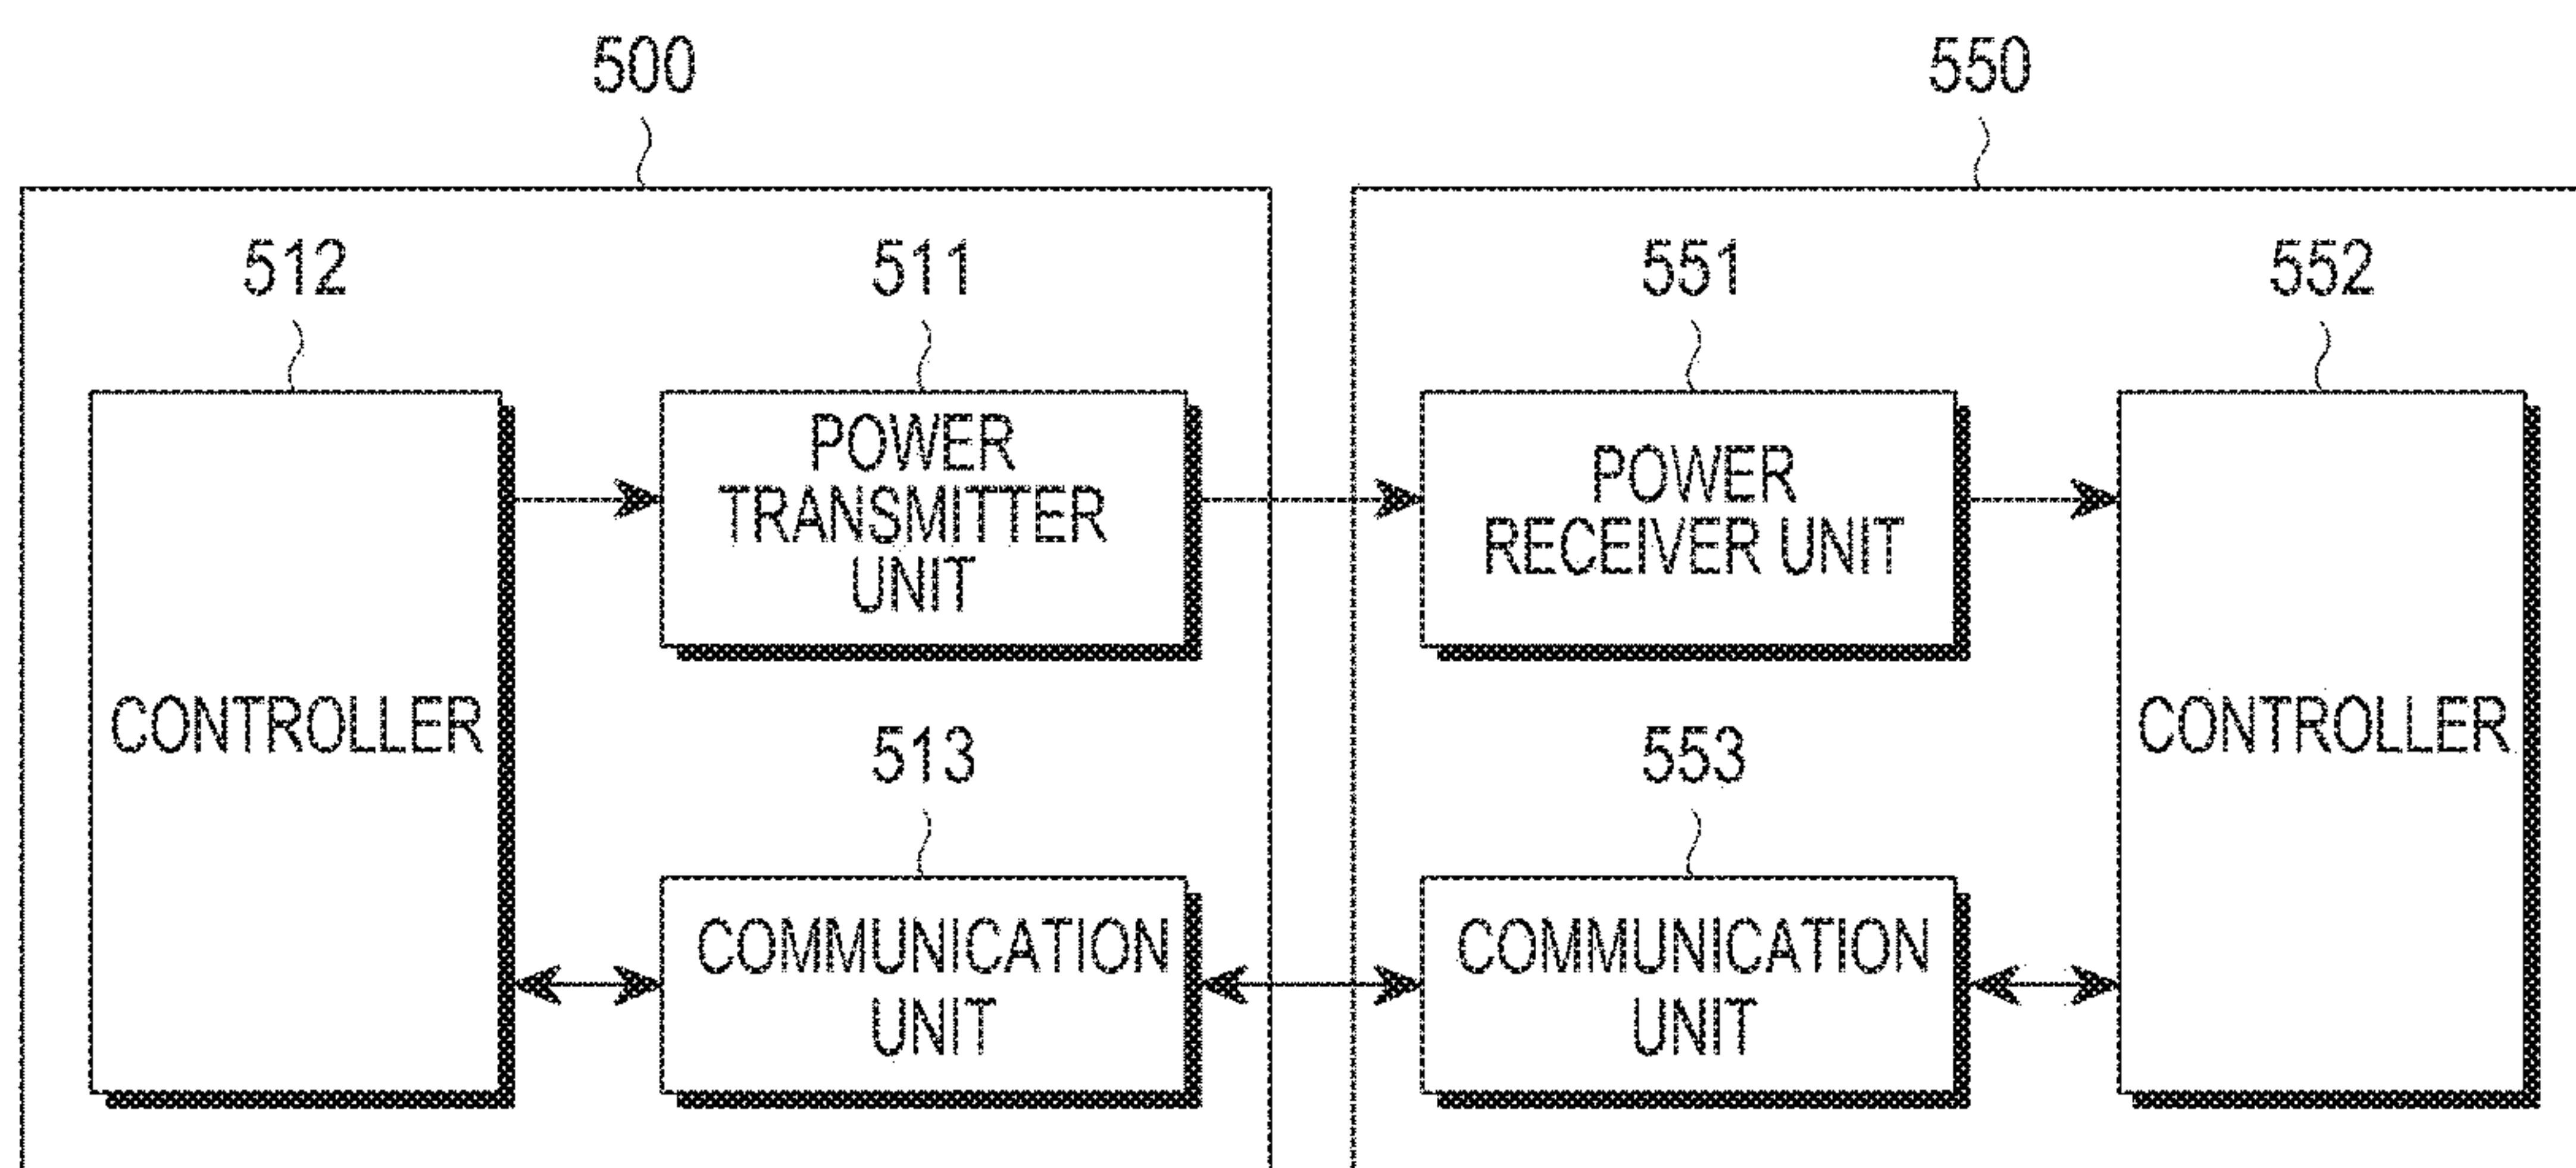 500
550
512
511
551
552
POWER
TRANSMITTER
UNIT
POWER
RECEIVER UNIT
CONTROLLER
513
553
CONTROLLER
COMMUNICATION
UNIT
COMMUNICATION
UNIT